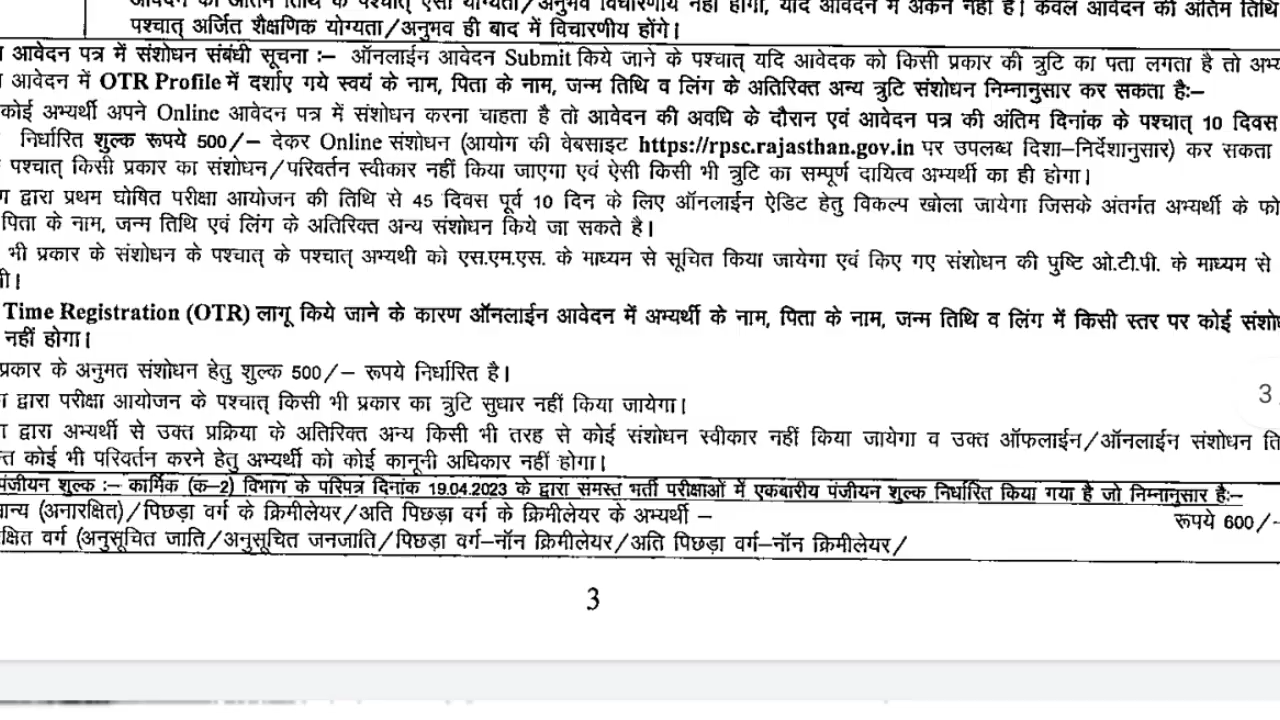 आवेदन की अंतिम तिथि के पश्चात् ऐसी योग्यता/अनुभव विचारणीय नहीं होगा, यदि आवेदन में अंकन नहीं है। केवल आवेदन की अंतिम तिथि
पश्चात् अर्जित शैक्षणिक योग्यता/अनुभव ही बाद में विचारणीय होंगे।
आवेदन पत्र में संशोधन संबंधी सूचना :– ऑनलाईन आवेदन Submit किये जाने के पश्चात् यदि आवेदक को किसी प्रकार की त्रुटि का पता लगता है तो
आवेदन में OTR Profile में दर्शाए गये स्वयं के नाम, पिता के नाम, जन्म तिथि व लिंग के अतिरिक्त अन्य त्रुटि संशोधन निम्नानुसार कर सकता है:–
कोई अभ्यर्थी अपने Online आवेदन पत्र में संशोधन करना चाहता है तो आवेदन की अवधि के दौरान एवं आवेदन पत्र की अंतिम दिनांक के पश्चात् 10 दिवस
निर्धारित शुल्क रूपये 500/– देकर Online संशोधन (आयोग की वेबसाइट https://rpsc.rajasthan.gov.in पर उपलब्ध दिशा–निर्देशानुसार) कर सकता
पश्चात् किसी प्रकार का संशोधन/परिवर्तन स्वीकार नहीं किया जाएगा एवं ऐसी किसी भी त्रुटि का सम्पूर्ण दायित्व अभ्यर्थी का ही होगा।
द्वारा प्रथम घोषित परीक्षा आयोजन की तिथि से 45 दिवस पूर्व 10 दिन के लिए ऑनलाईन ऐडिट हेतु विकल्प खोला जायेगा जिसके अंतर्गत अभ्यर्थी के
पिता के नाम, जन्म तिथि एवं लिंग के अतिरिक्त अन्य संशोधन किये जा सकते है।
भी प्रकार के संशोधन के पश्चात् के पश्चात् अभ्यथी को एस.एम.एस. के माध्यम से सूचित किया जायेगा एवं किए गए संशोधन की पुष्टि ओ.टी.पी. के माध्यम से
Time Registration (OTR) लागू किये जाने के कारण ऑनलाईन आवेदन में अभ्यर्थी के नाम, पिता के नाम, जन्म तिथि व लिंग में किसी स्तर पर कोई
नहीं होगा।
प्रकार के अनुमत संशोधन हेतु शुल्क 500/– रूपये निर्धारित है।
3
द्वारा परीक्षा आयोजन के पश्चात् किसी भी प्रकार का त्रुटि सुधार नहीं किया जायेगा।
द्वारा अभ्यर्थी से उक्त प्रक्रिया के अतिरिक्त अन्य किसी भी तरह से कोई संशोधन स्वीकार नहीं किया जायेगा व उक्त ऑफलाईन/ऑनलाईन संशोधन
कोई भी परिवर्तन करने हेतु अभ्यर्थी को कोई कानूनी अधिकार नहीं होगा।
पंजीयन शुल्क :– कार्मिक (क–2) विभाग के परिपत्र दिनांक 19.04.2023 के द्वारा समस्त भर्ती परीक्षाओं में एकबारीय पंजीयन शुल्क निर्धारित किया गया है जो निम्नानुसार है:–
(अनारक्षित)/पिछड़ा वर्ग के क्रिमीलेयर/अति पिछड़ा वर्ग के क्रिमीलेयर के अभ्यर्थी – रूपये 600/–
वर्ग (अनुसूचित जाति/अनुसूचित जनजाति/पिछड़ा वर्ग–नॉन क्रिमीलेयर/अति पिछड़ा वर्ग–नॉन क्रिमीलेयर/
3